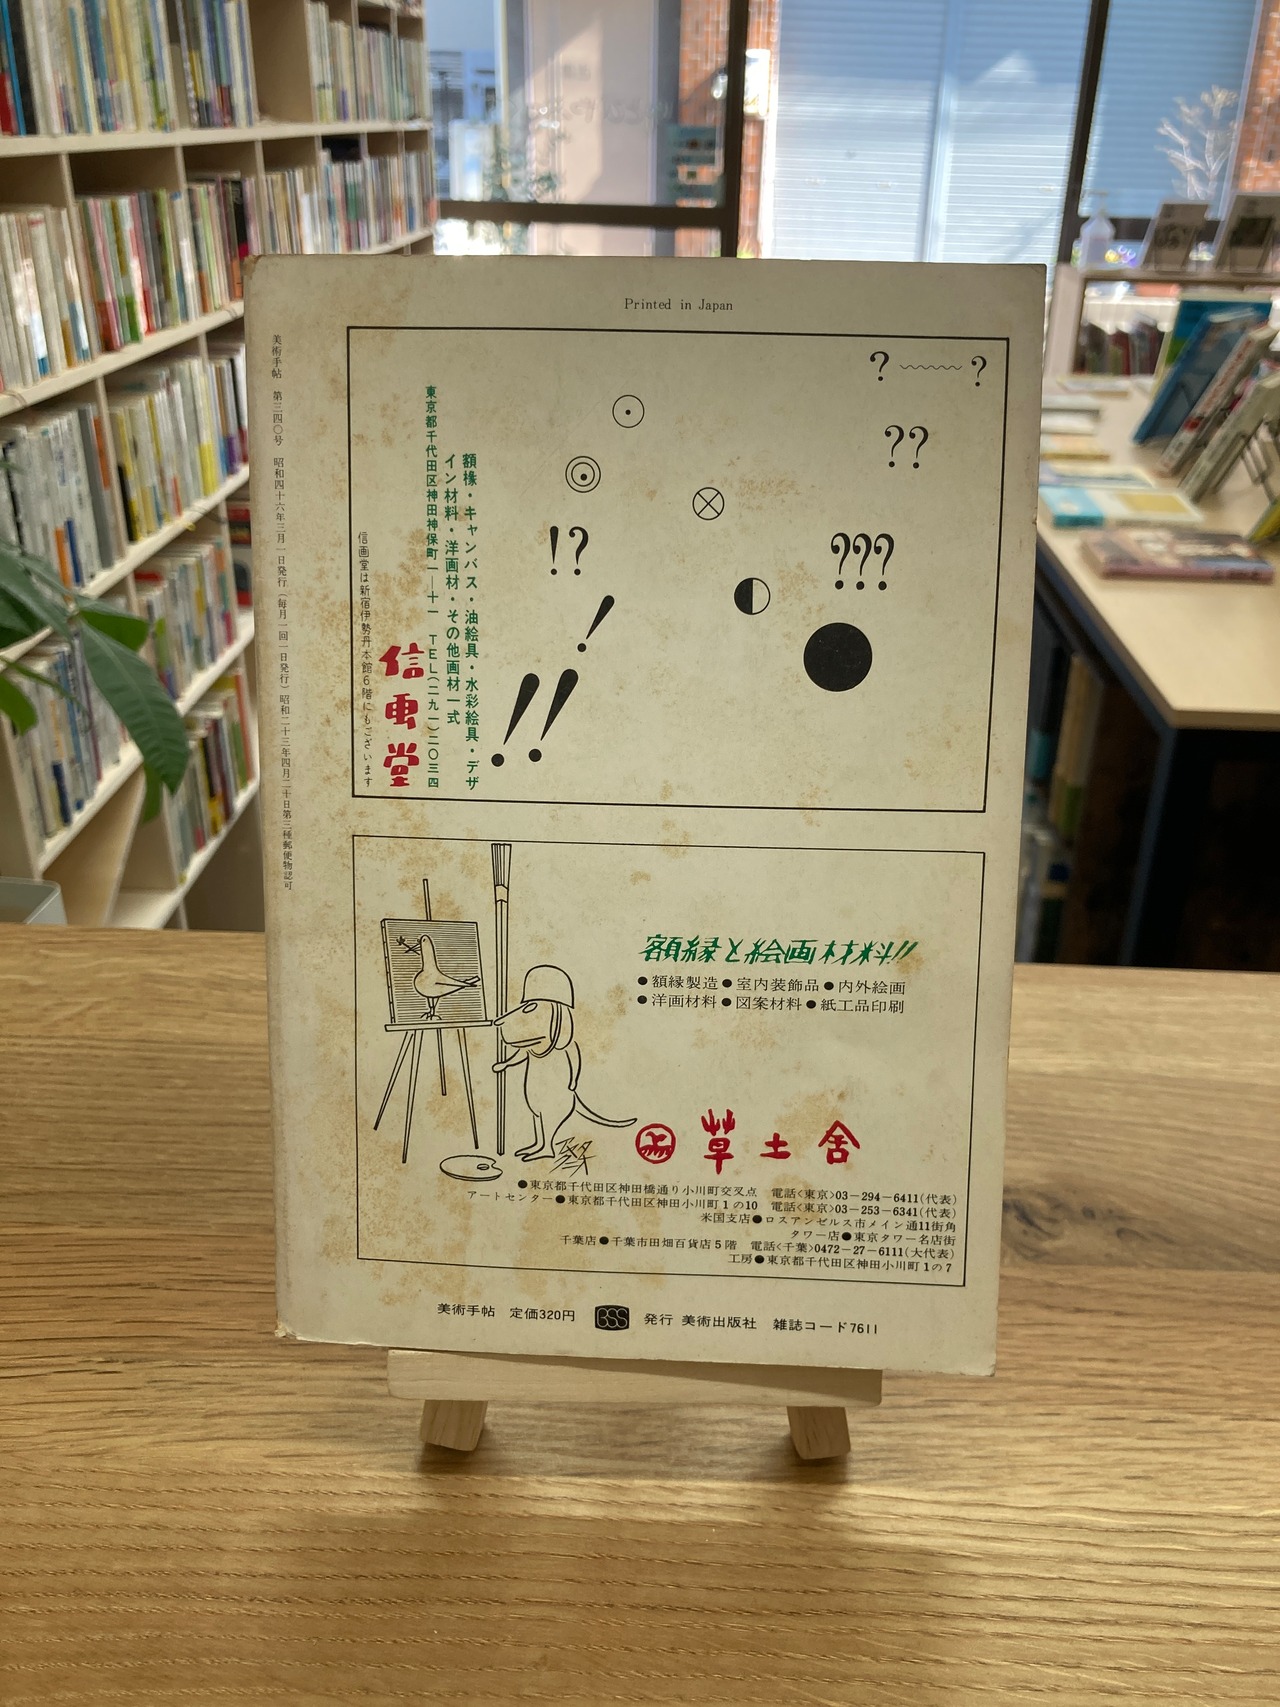 Printed in Japan
? 〰 ?
??
???
!?
!
!!
額椽・キャンバス・油絵具・水彩絵具・デザ
イン材料・洋画材・その他画材一式
東京都千代田区神田神保町一―十一 TEL(二九一)二〇三四
信画堂
信画堂は新宿伊勢丹本館6階にもございます
美術手帖 第三四〇号 昭和四十六年三月一日発行(毎月一回一日発行)昭和二十三年四月二十日第三種郵便物認可
額縁と絵画材料!!
●額縁製造●室内装飾品●内外絵画
●洋画材料●図案材料●紙工品印刷
草土舎
●東京都千代田区神田橋通り小川町交叉点 電話<東京>03-294-6411(代表)
アートセンター●東京都千代田区神田小川町1の10 電話<東京>03-253-6341(代表)
米国支店●ロスアンゼルス市メイン通11街角
タワー店●東京タワー名店街
千葉店●千葉市田畑百貨店5階 電話<千葉>0472-27-6111(大代表)
工房●東京都千代田区神田小川町1の7
美術手帖 定価320円 BSS 発行 美術出版社 雑誌コード7611